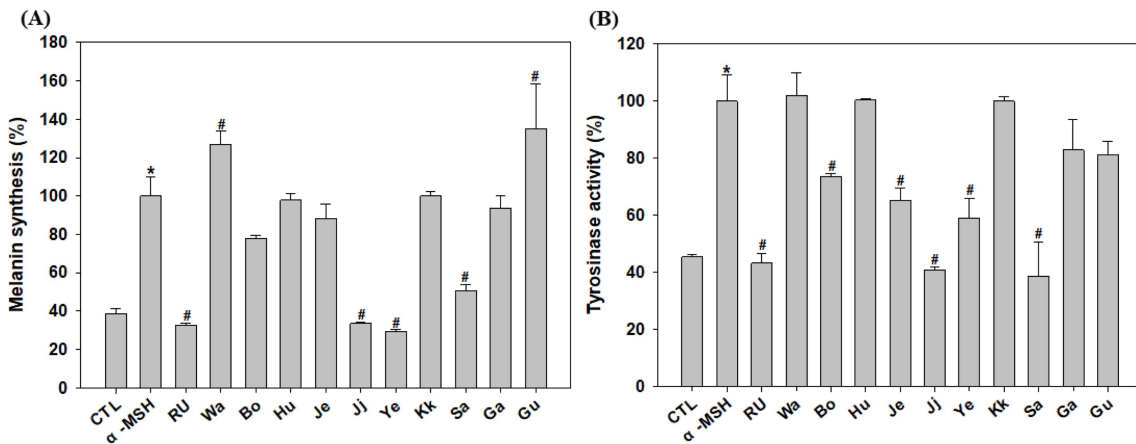 (A)
Melanin synthesis (%)
180
160
140
120
100
80
60
40
20
0
*
#
#
#
#
#
#
CTL
α -MSH
RU
Wa
Bo
Hu
Je
Jj
Ye
Kk
Sa
Ga
Gu
(B)
Tyrosinase activity (%)
120
100
80
60
40
20
0
*
#
#
#
#
#
#
CTL
α -MSH
RU
Wa
Bo
Hu
Je
Jj
Ye
Kk
Sa
Ga
Gu